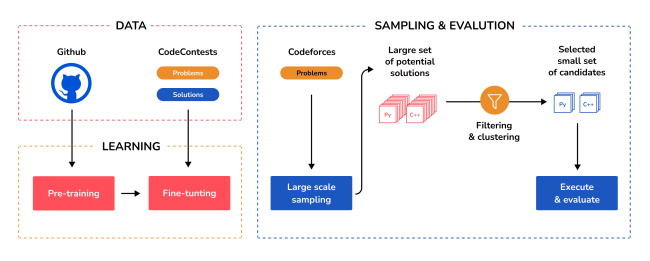 DATA
Github
CodeContests
Problems
Solutions
LEARNING
Pre-training
Fine-tunting
SAMPLING & EVALUTION
Codeforces
Problems
Large scale
sampling
Largre set
of potential
solutions
Py
C++
Filtering
& clustering
Selected
small set
of candidates
Py
C++
Execute
& evaluate